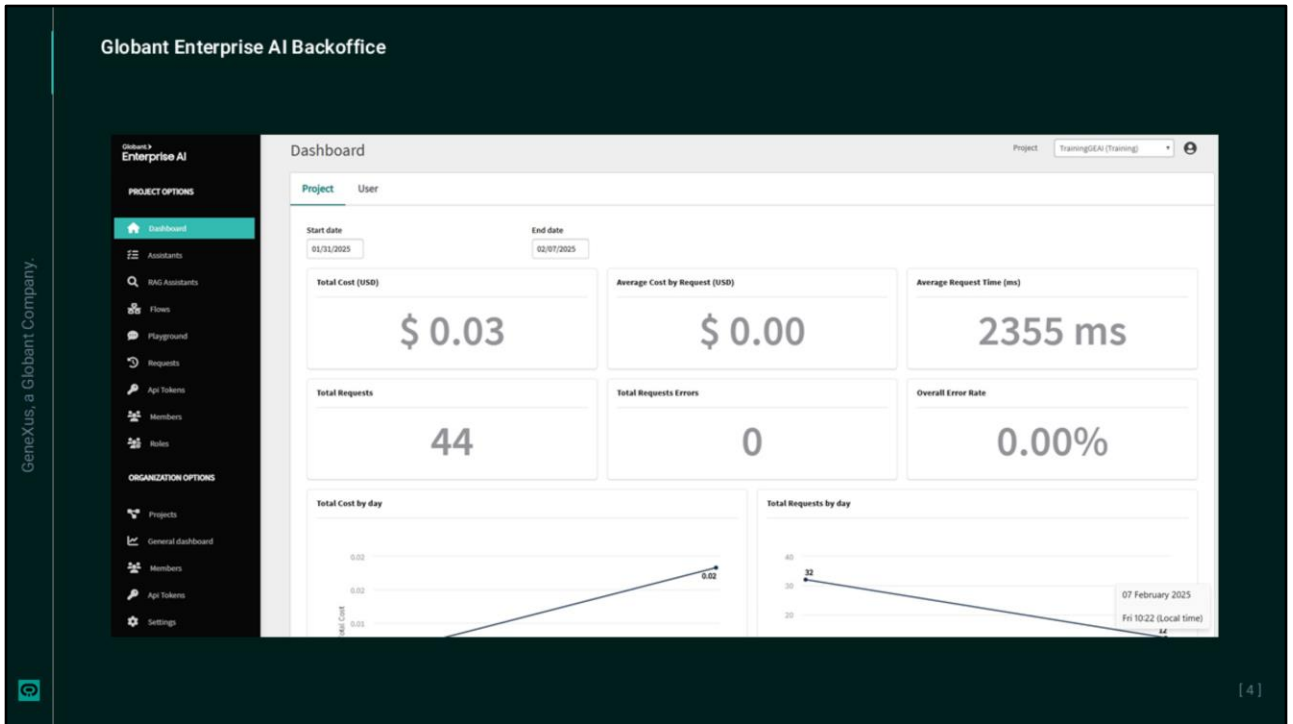 Globant Enterprise AI Backoffice
GeneXus, a Globant Company.
Globant>
Enterprise AI
PROJECT OPTIONS
Dashboard
Assistants
RAG Assistants
Flows
Playground
Requests
Api Tokens
Members
Roles
ORGANIZATION OPTIONS
Projects
General dashboard
Members
Api Tokens
Settings
Dashboard
Project TrainingGEAI (Training)
Project User
Start date End date
01/31/2025 02/07/2025
Total Cost (USD) Average Cost by Request (USD) Average Request Time (ms)
$ 0.03 $ 0.00 2355 ms
Total Requests Total Requests Errors Overall Error Rate
44 0 0.00%
Total Cost by day Total Requests by day
0.02
0.02
0.01
0.02
40
30
20
32
12
07 February 2025
Fri 10:22 (Local time)
[ 4 ]